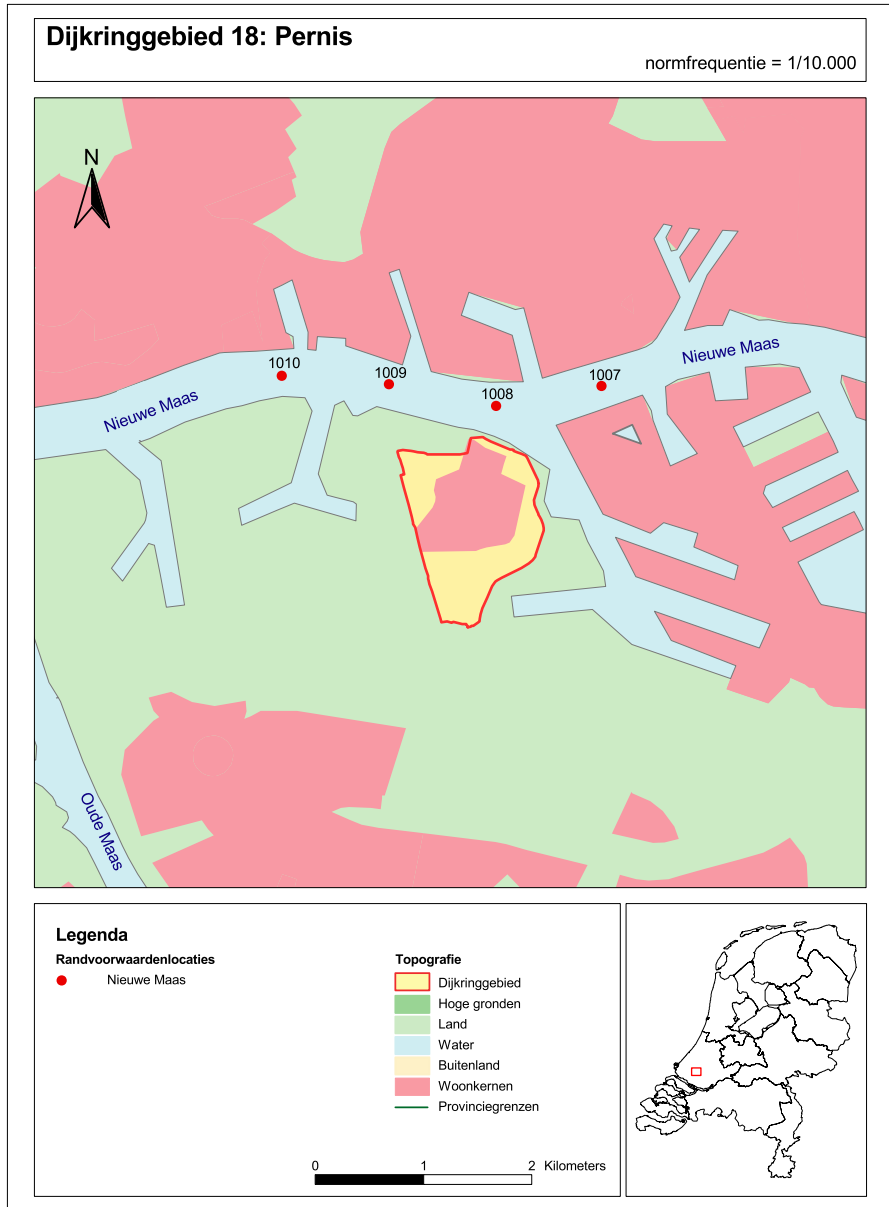 Dijkringgebied 18: Pernis
normfrequentie = 1/10.000
N
1010
1009
1008
1007
Nieuwe Maas
Nieuwe Maas
Oude Maas
Legenda
Randvoorwaardenlocaties
Nieuwe Maas
Topografie
Dijkringgebied
Hoge gronden
Land
Water
Buitenland
Woonkernen
Provinciegrenzen
0 1 2 Kilometers